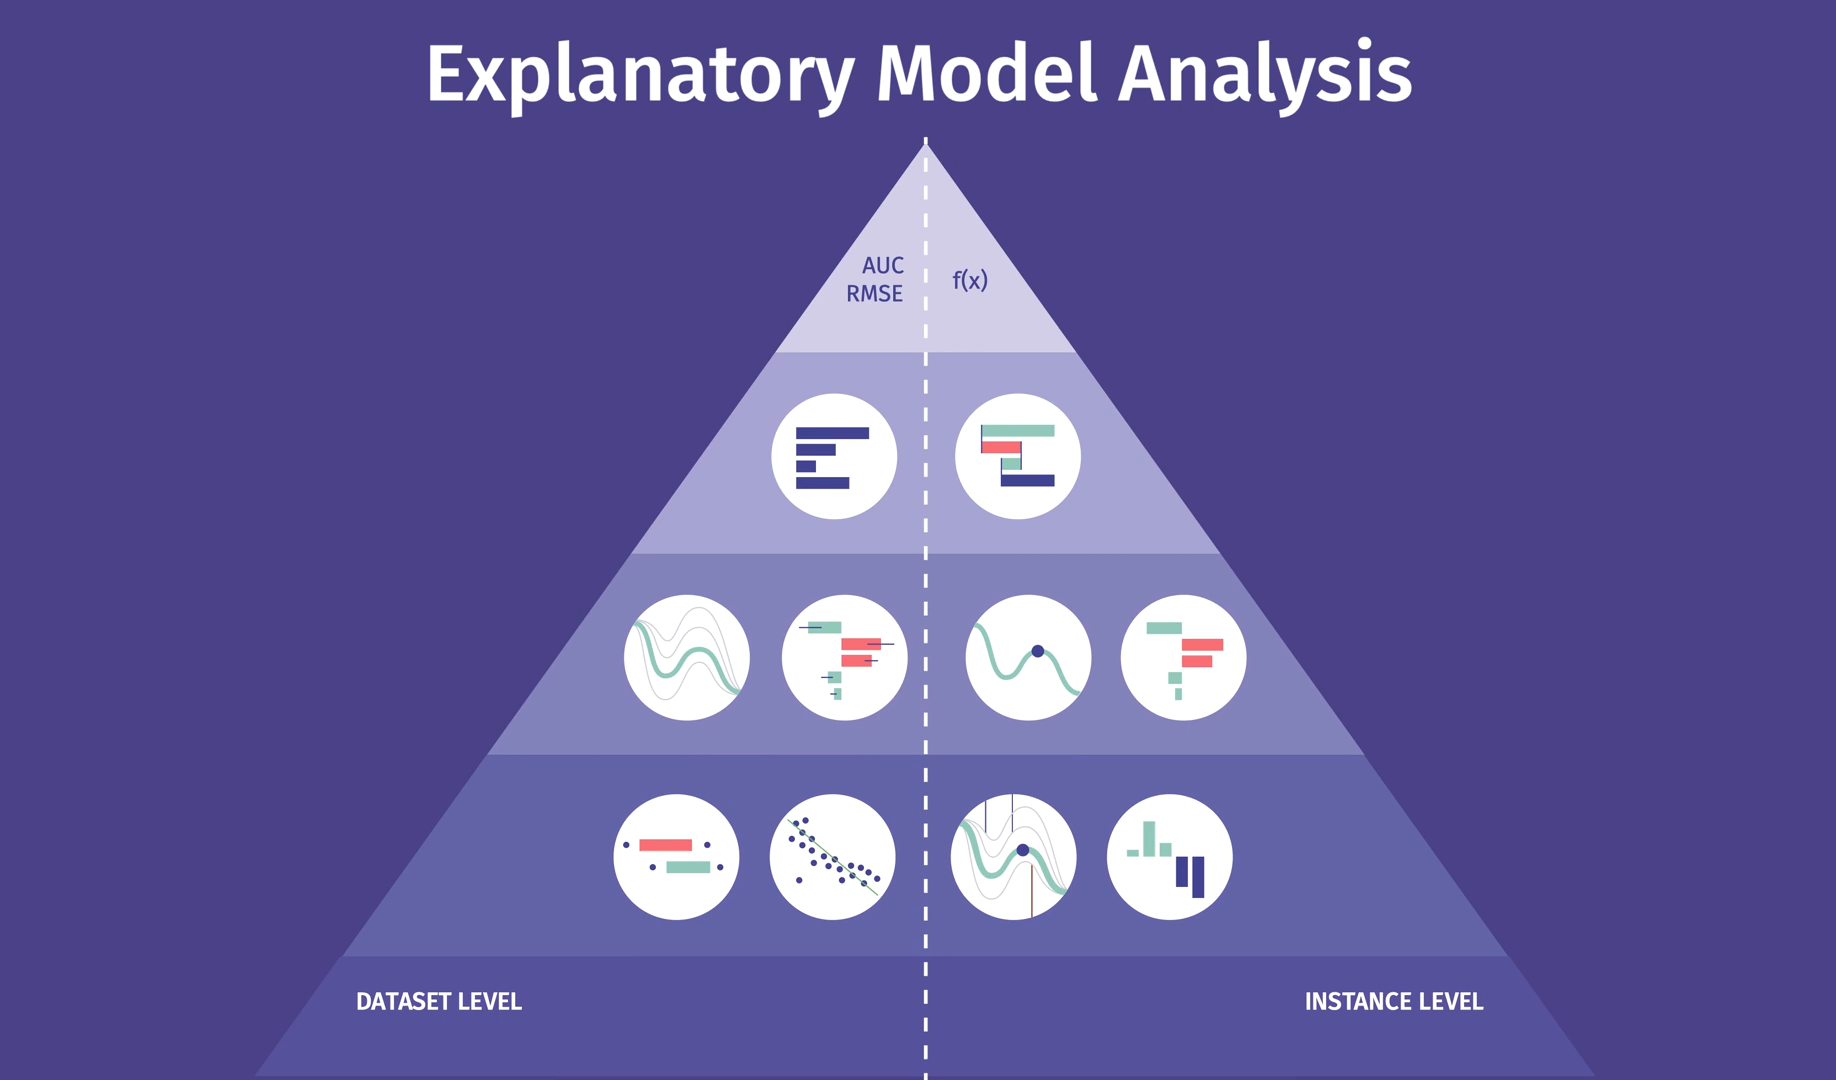 Explanatory Model Analysis
AUC
RMSE
f(x)
DATASET LEVEL
INSTANCE LEVEL